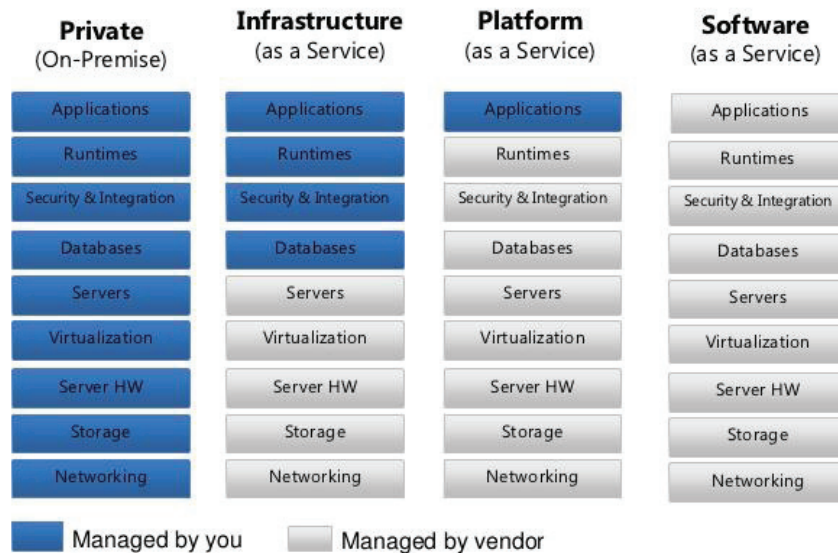 Private
(On-Premise)
Infrastructure
(as a Service)
Platform
(as a Service)
Software
(as a Service)
Applications
Runtimes
Security & Integration
Databases
Servers
Virtualization
Server HW
Storage
Networking
Applications
Runtimes
Security & Integration
Databases
Servers
Virtualization
Server HW
Storage
Networking
Applications
Runtimes
Security & Integration
Databases
Servers
Virtualization
Server HW
Storage
Networking
Applications
Runtimes
Security & Integration
Databases
Servers
Virtualization
Server HW
Storage
Networking
Managed by you
Managed by vendor